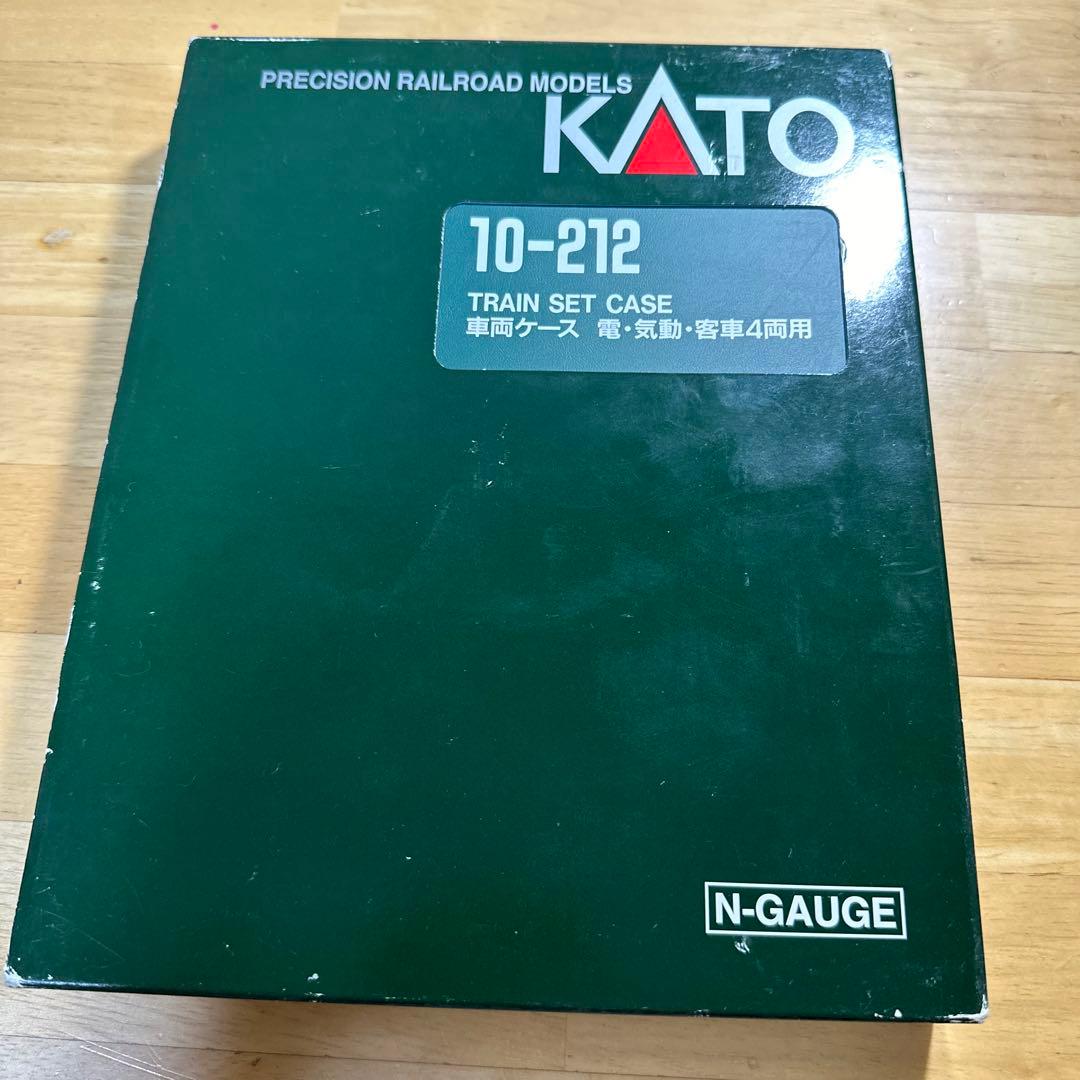 PRECISION RAILROAD MODELS
KATO
10-212
TRAIN SET CASE
車両ケース 電・気動・客車4両用
N-GAUGE